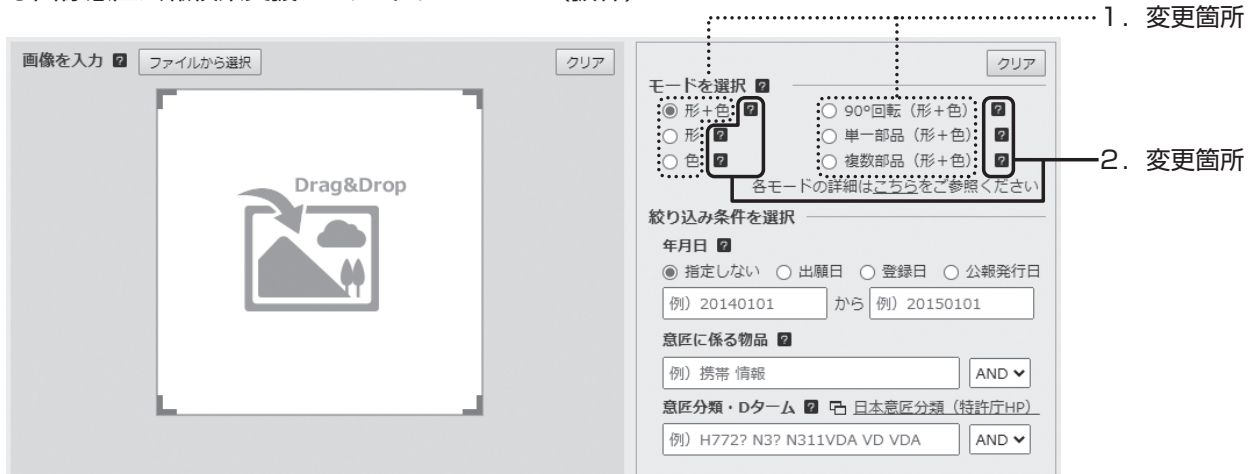 1．変更箇所
画像を入力 ? ファイルから選択 クリア
クリア
モードを選択 ?
形+色 ? 90°回転（形+色） ?
形 ? 単一部品（形+色） ?
色 ? 複数部品（形+色） ?
2．変更箇所
各モードの詳細はこちらをご参照ください
Drag&Drop
絞り込み条件を選択
年月日 ?
指定しない 出願日 登録日 公報発行日
例）20140101 から 例）20150101
意匠に係る物品 ?
例）携帯 情報 AND
意匠分類・Dターム ? 日本意匠分類（特許庁HP）
例）H772? N3? N311VDA VD VDA AND